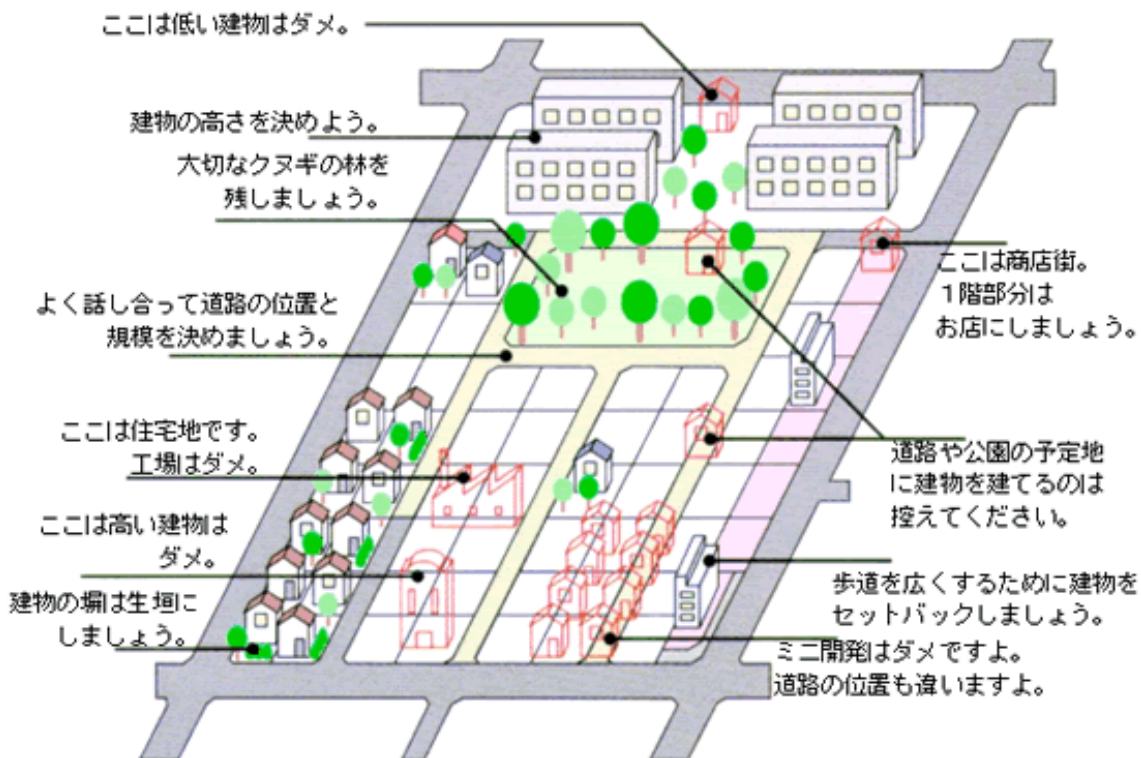 ここは低い建物はダメ。
建物の高さを決めよう。
大切なクヌギの林を
残しましょう。
よく話し合って道路の位置と
規模を決めましょう。
ここは住宅地です。
工場はダメ。
ここは高い建物は
ダメ。
建物の塀は生垣に
しましょう。
ここは商店街。
１階部分は
お店にしましょう。
道路や公園の予定地
に建物を建てるのは
控えてください。
歩道を広くするために建物を
セットバックしましょう。
ミニ開発はダメですよ。
道路の位置も違いますよ。